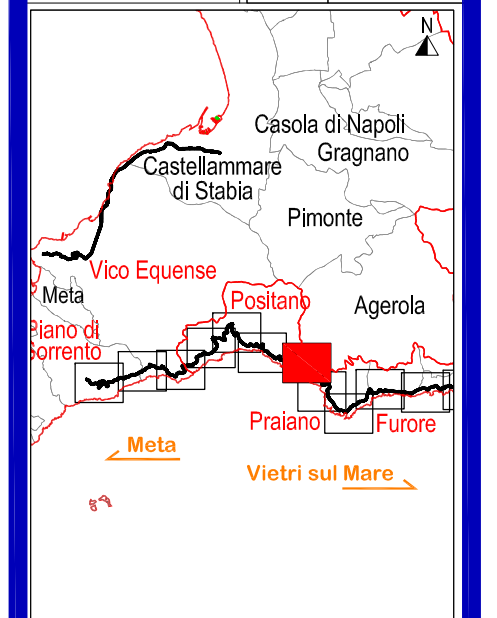 N
Casola di Napoli
Gragnano
Castellammare
di Stabia
Pimonte
Vico Equense
Meta
Positano
Agerola
Piano di
Sorrento
Praiano
Furore
Meta
Vietri sul Mare